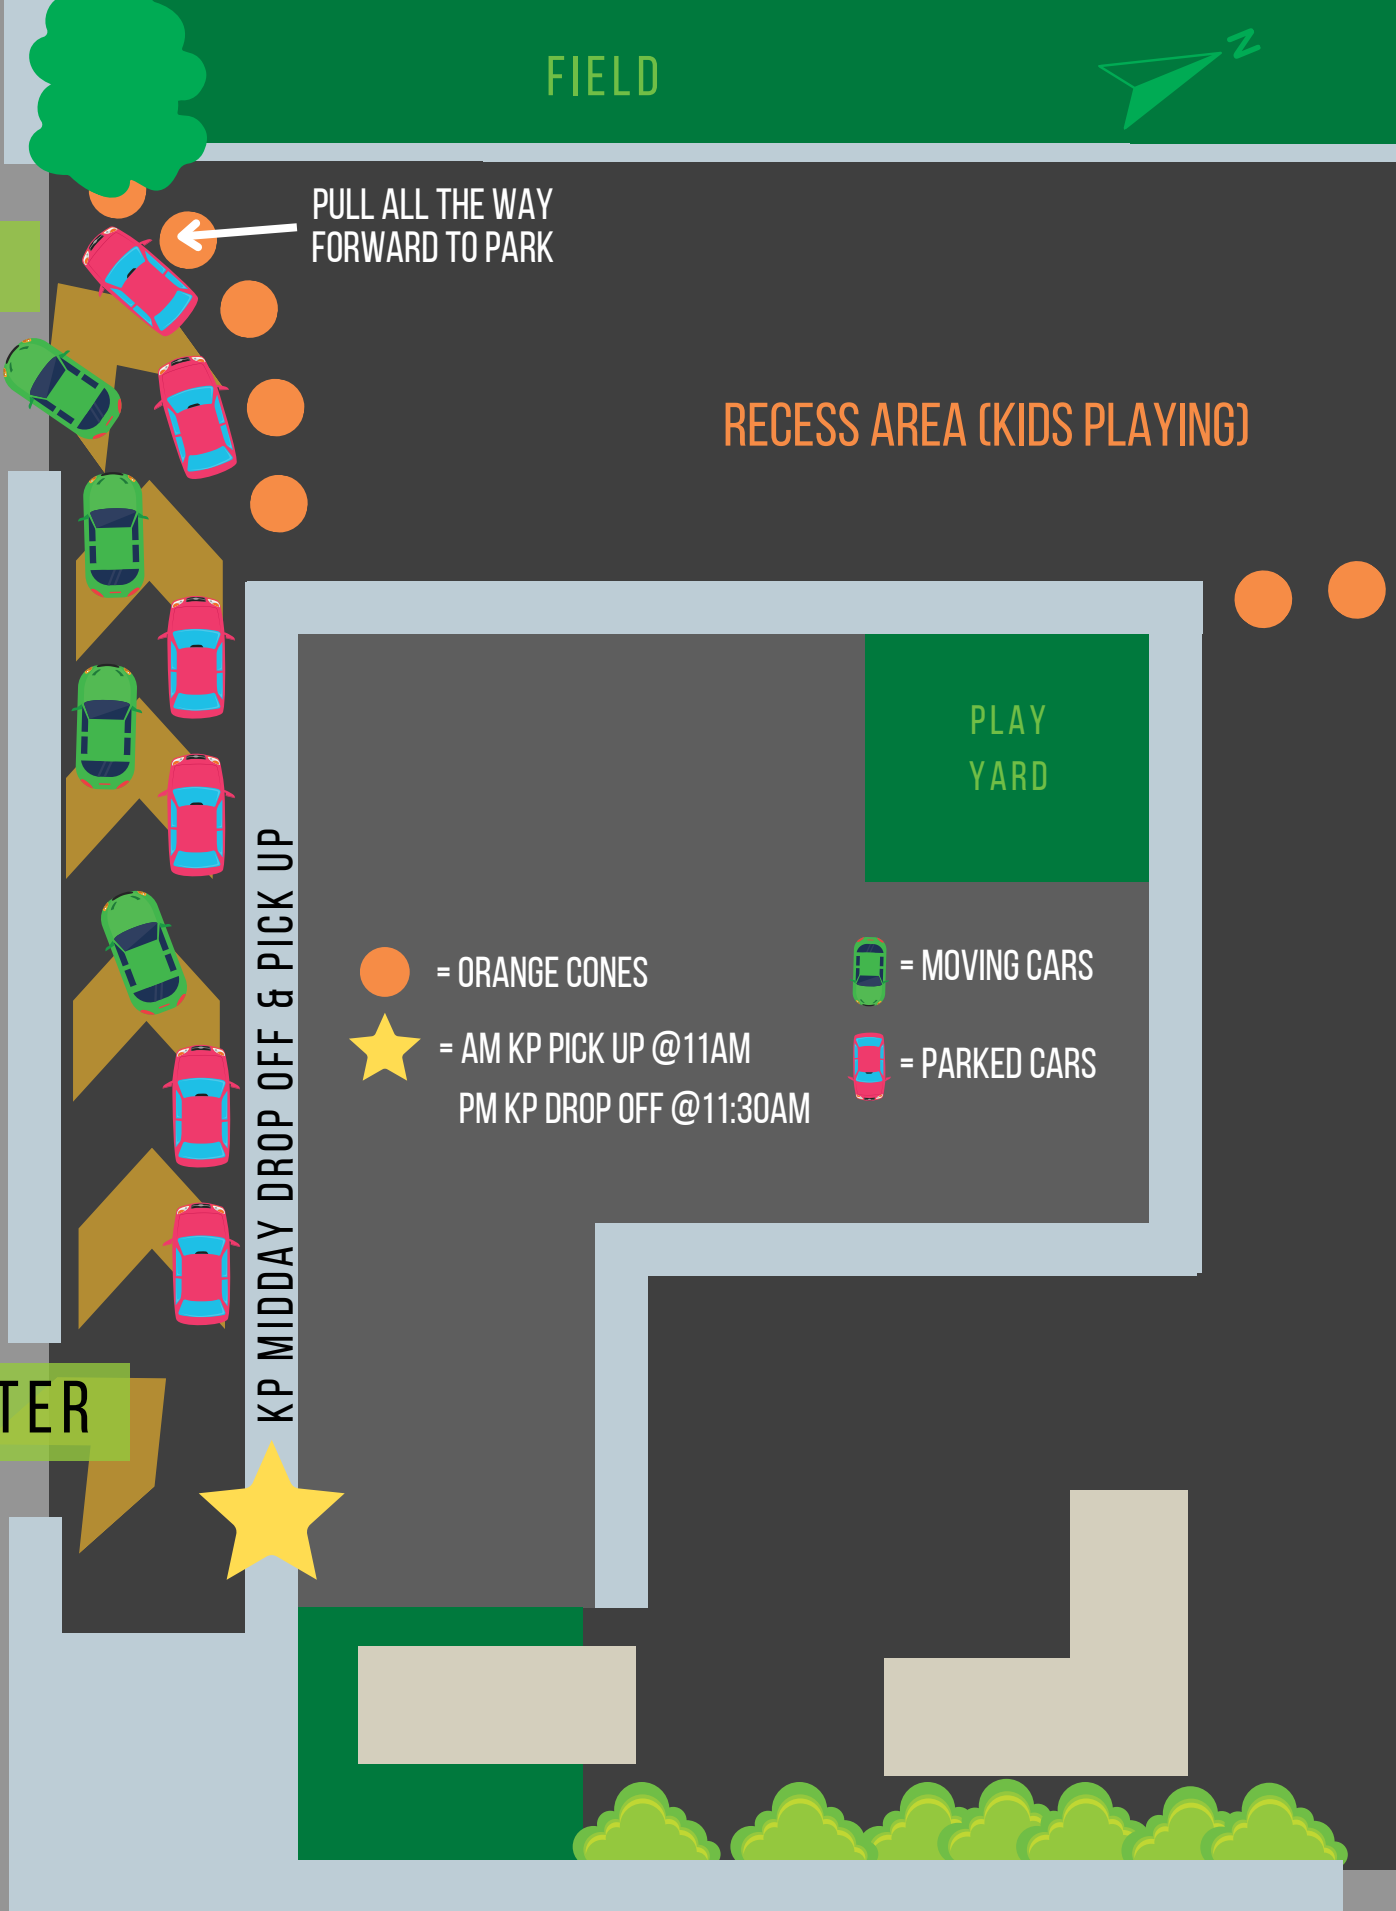 FIELD
N
PULL ALL THE WAY
FORWARD TO PARK
RECESS AREA (KIDS PLAYING)
PLAY
YARD
KP MIDDAY DROP OFF & PICK UP
= ORANGE CONES
= AM KP PICK UP @11AM
PM KP DROP OFF @11:30AM
= MOVING CARS
= PARKED CARS
TER